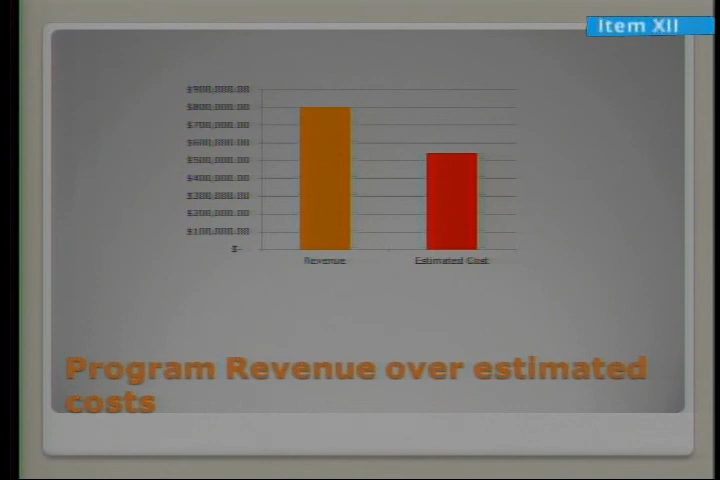 Item XII
$900,000.00
$800,000.00
$700,000.00
$600,000.00
$500,000.00
$400,000.00
$300,000.00
$200,000.00
$100,000.00
$-
Revenue
Estimated Cost
Program Revenue over estimated
costs